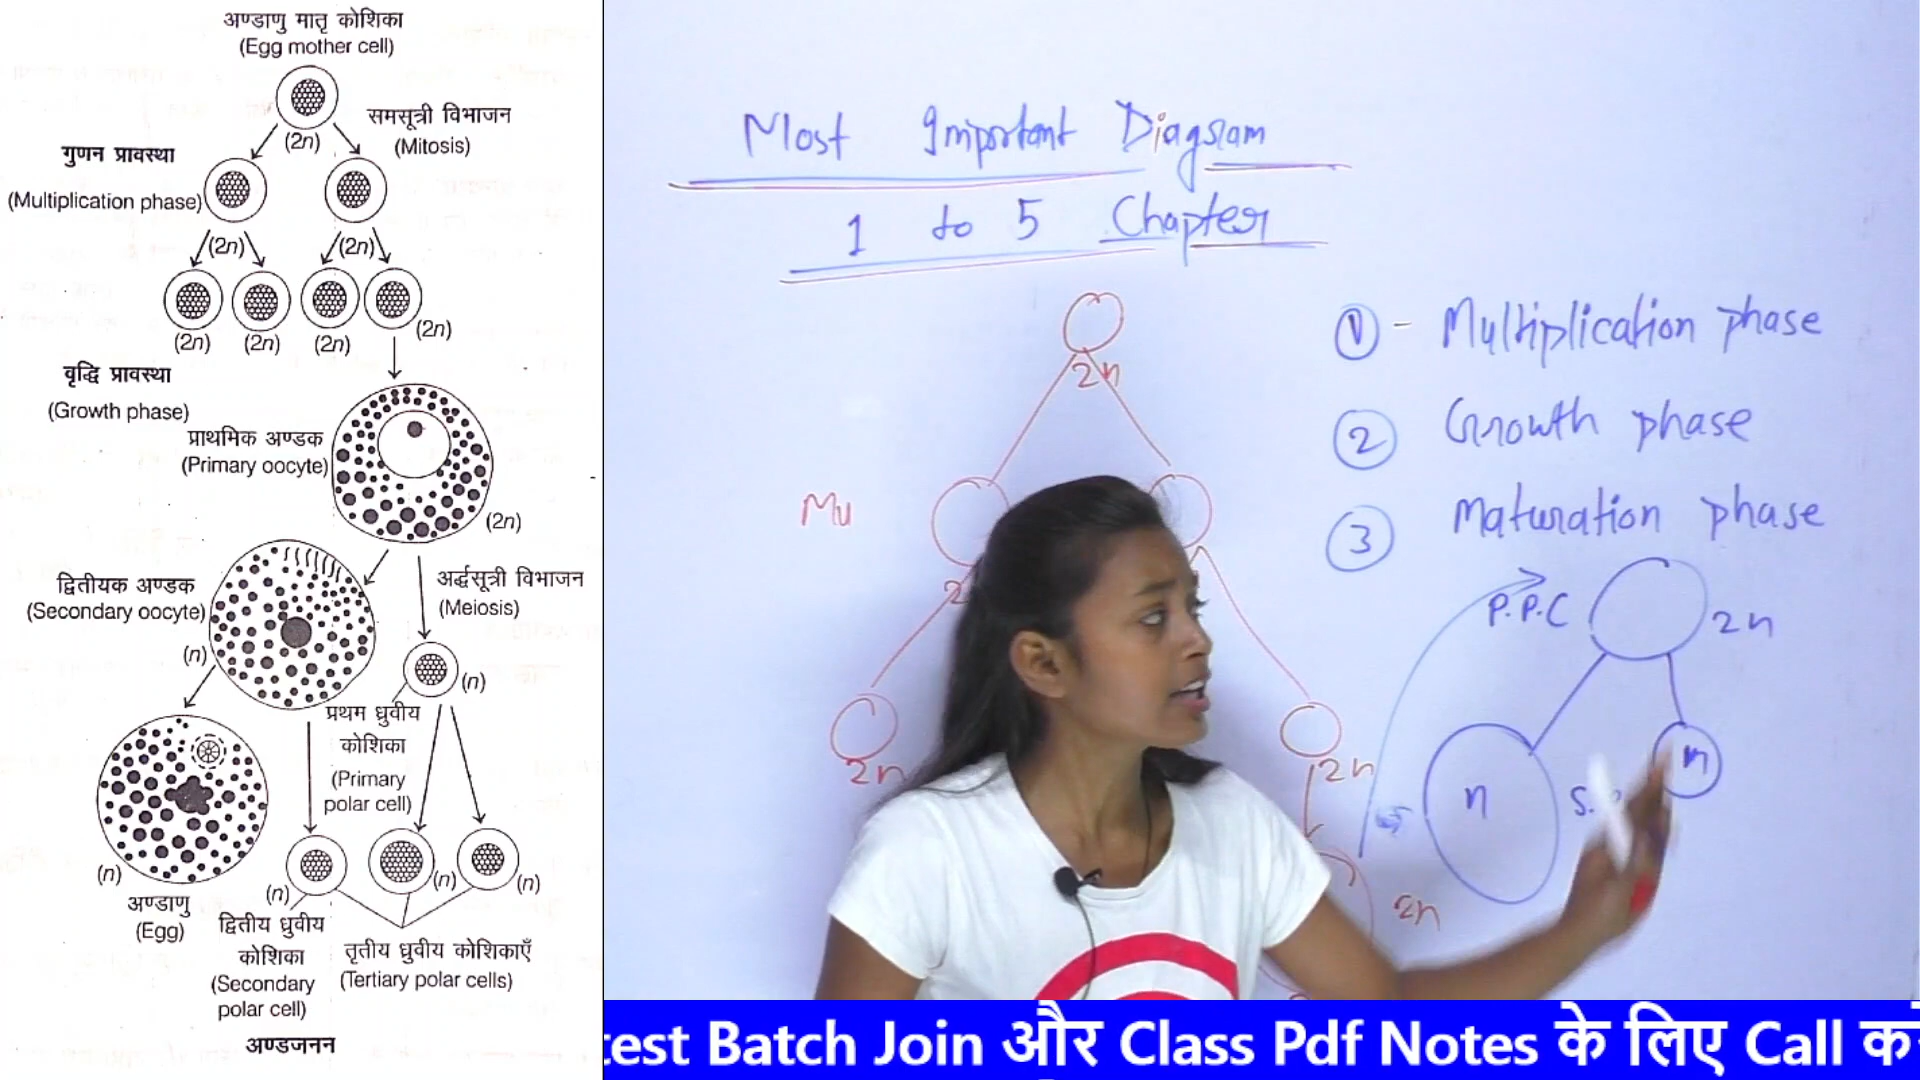 अण्डाणु मातृ कोशिका
(Egg mother cell)
समसूत्री विभाजन
(2n)
(Mitosis)
गुणन प्रावस्था
(Multiplication phase)
(2n)
(2n)
(2n)
(2n)
(2n)
(2n)
वृद्धि प्रावस्था
(Growth phase)
प्राथमिक अण्डक
(Primary oocyte)
(2n)
अर्द्धसूत्री विभाजन
(Meiosis)
द्वितीयक अण्डक
(Secondary oocyte)
(n)
(n)
प्रथम ध्रुवीय
कोशिका
(Primary
polar cell)
(n)
(n)
(n)
(n)
अण्डाणु
(Egg)
द्वितीय ध्रुवीय
कोशिका
(Secondary
polar cell)
तृतीय ध्रुवीय कोशिकाएँ
(Tertiary polar cells)
अण्डजनन
Most Important Diagram
1 to 5 Chapter
2n
Mu
2n
2n
2n
1 - Multiplication phase
2 Growth phase
3 Maturation phase
P.P.C
2n
n
S.
n
test Batch Join और Class Pdf Notes के लिए Call